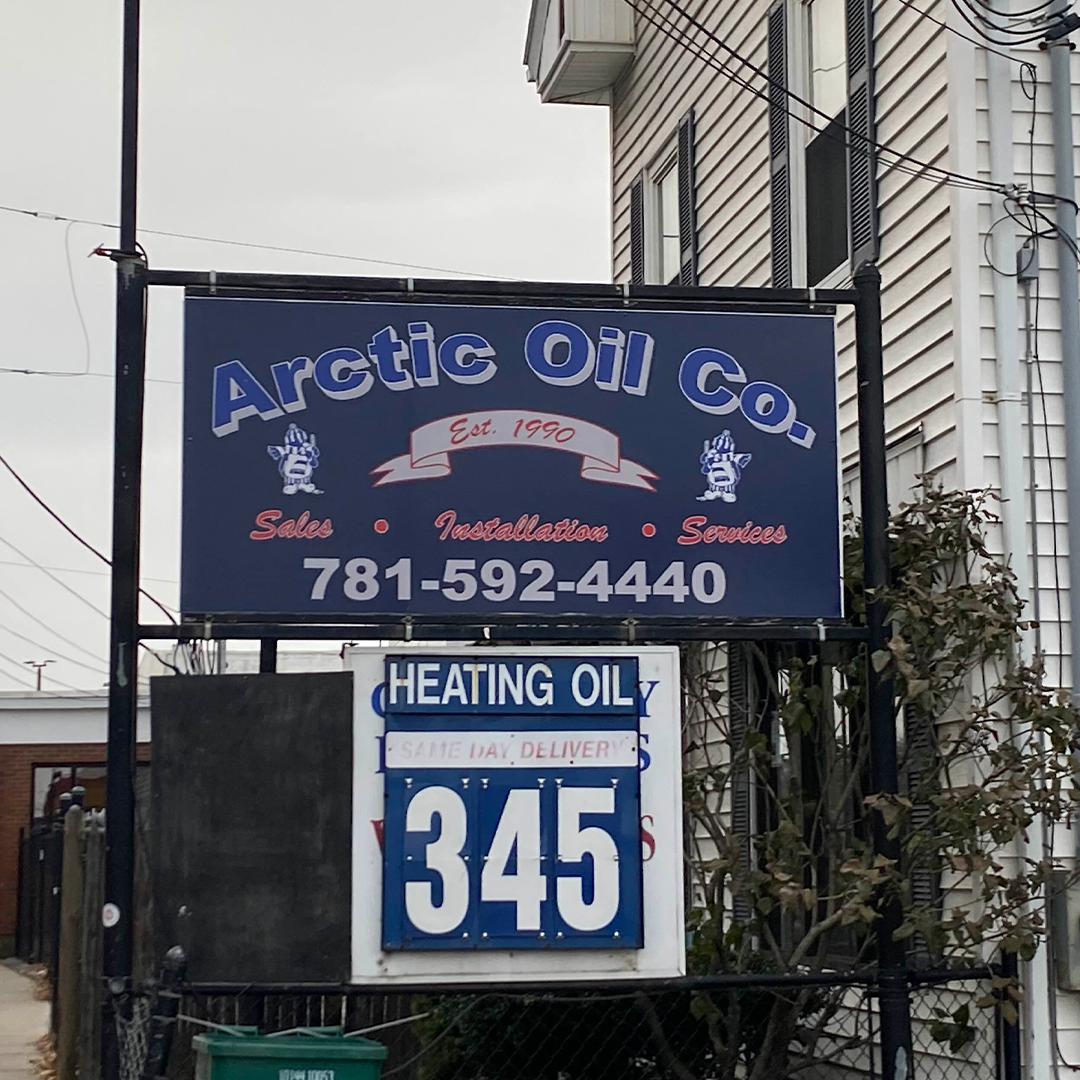 Arctic Oil Co.
Est. 1990
Sales • Installation • Services
781-592-4440
HEATING OIL
SAME DAY DELIVERY
345